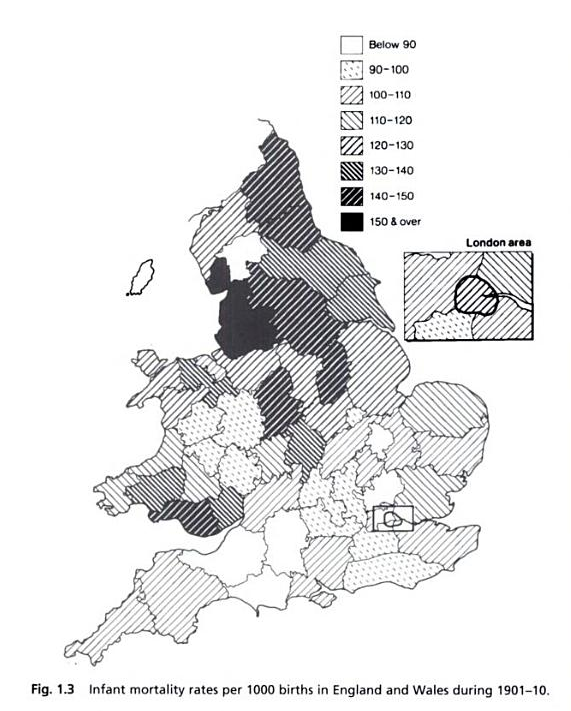 Below 90
90–100
100–110
110–120
120–130
130–140
140–150
150 & over
London area
Fig. 1.3 Infant mortality rates per 1000 births in England and Wales during 1901–10.